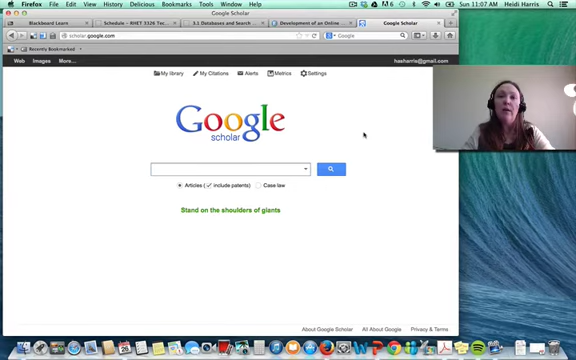 Firefox File Edit View History Delicious Bookmarks Tools Window Help Sun 11:07 AM Heidi Harris
Google Scholar
Blackboard Learn Schedule – RHET 3326 Tec... 3.1 Databases and Search ... Development of an Online ... Google Scholar
scholar.google.com Google
Recently Bookmarked
Web Images More... hasharris@gmail.com
My library My Citations Alerts Metrics Settings
Google
scholar
Articles ( include patents) Case law
Stand on the shoulders of giants
About Google Scholar All About Google Privacy & Terms